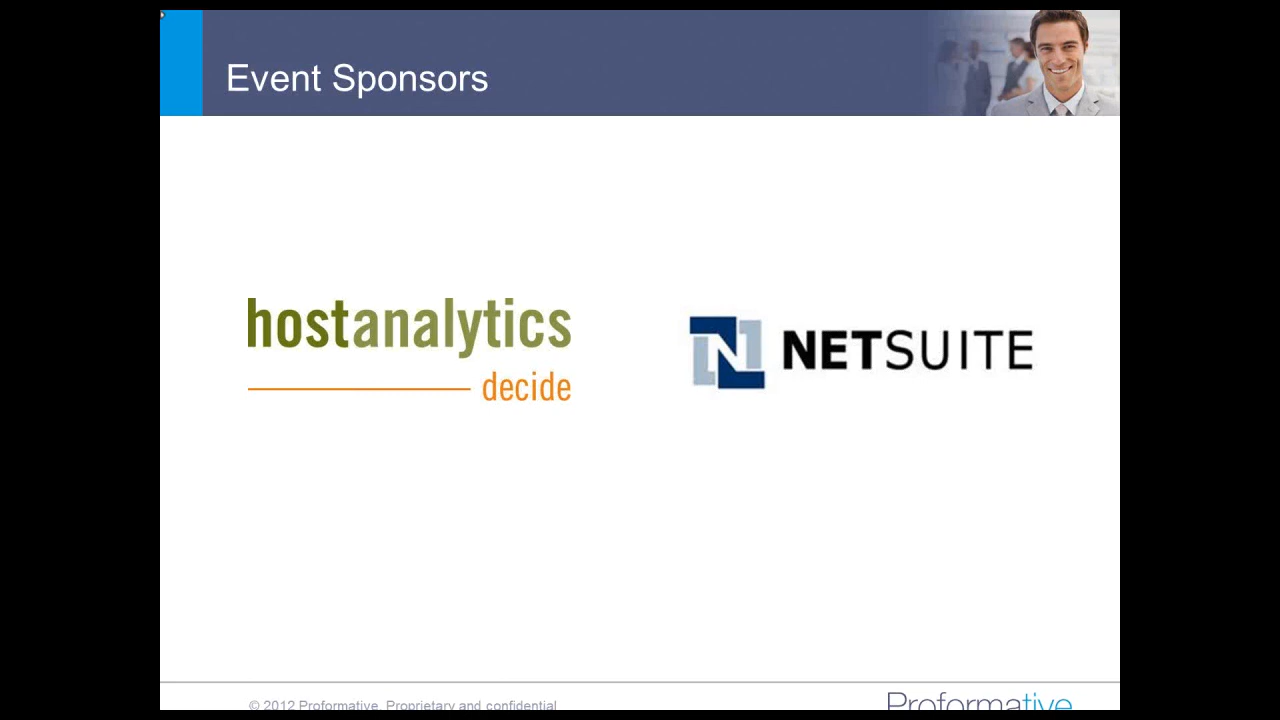 Event Sponsors
hostanalytics
decide
NETSUITE
© 2012 Proformative. Proprietary and confidential
Proformative